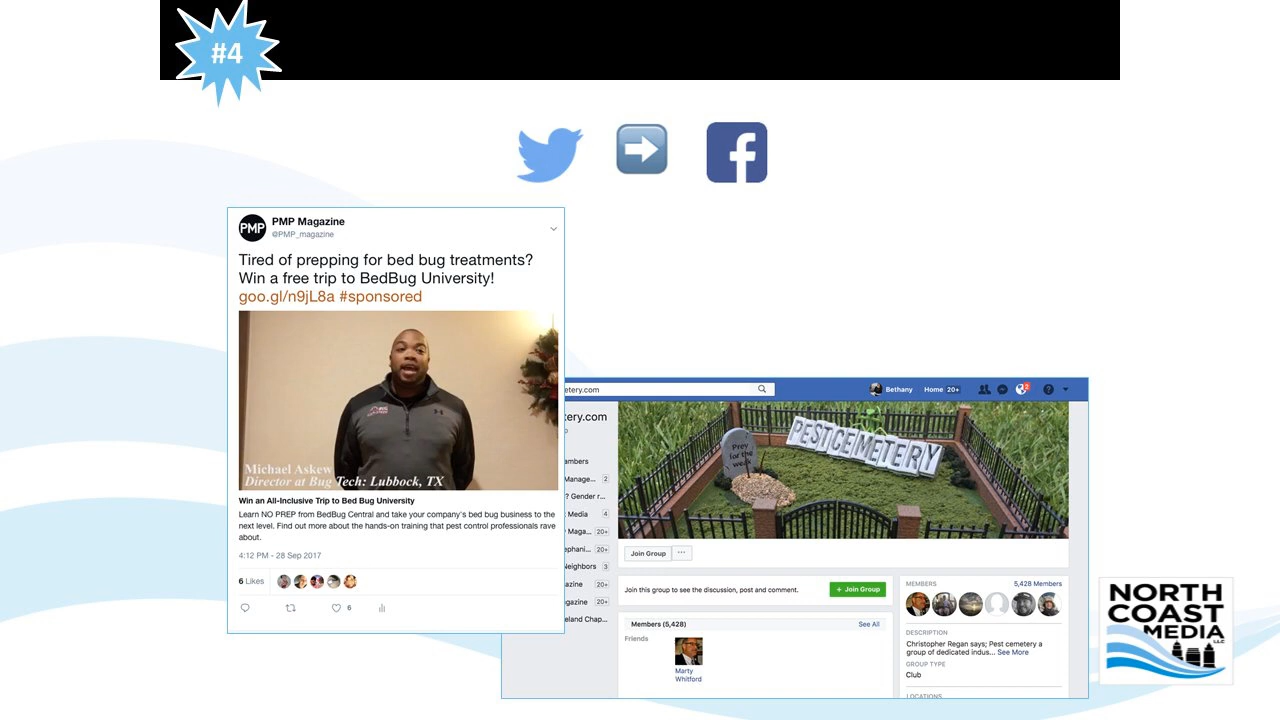 #4
PMP
PMP Magazine
@PMP_magazine
Tired of prepping for bed bug treatments?
Win a free trip to BedBug University!
goo.gl/n9jL8a #sponsored
Michael Askew
Director at Bug Tech: Lubbock, TX
Win an All-Inclusive Trip to Bed Bug University
Learn NO PREP from BedBug Central and take your company's bed bug business to the
next level. Find out more about the hands-on training that pest control professionals rave
about.
4:12 PM - 28 Sep 2017
6 Likes
6
etery.com
Bethany
Home 20+
2
?
tery.com
embers
Manage... 2
? Gender r...
Media 4
Maga... 20+
ephani... 20+
Neighbors 3
azine 20+
agazine 20+
eland Chap...
Prey
for the
weak
PEST CEMETERY
Join Group ...
Join this group to see the discussion, post and comment.
+ Join Group
Members (5,428) See All
Friends
Marty
Whitford
MEMBERS 5,428 Members
DESCRIPTION
Christopher Regan says; Pest cemetery a
group of dedicated indus... See More
GROUP TYPE
Club
LOCATIONS
NORTH
COAST
MEDIA
LLC